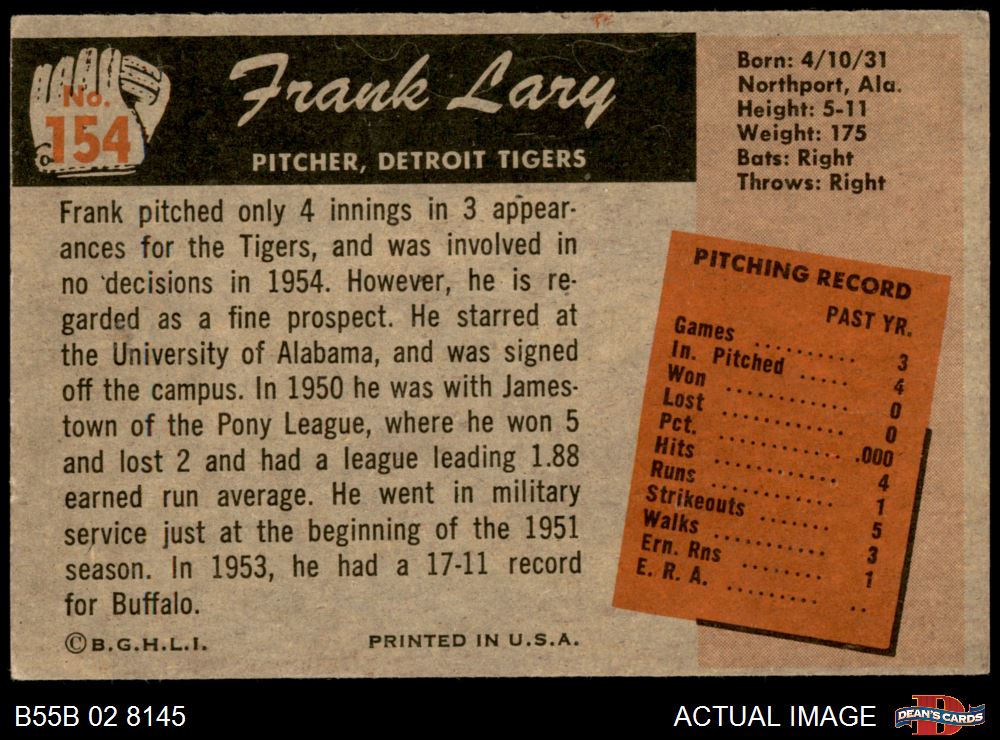 No.
154
Frank Lary
PITCHER, DETROIT TIGERS
Born: 4/10/31
Northport, Ala.
Height: 5-11
Weight: 175
Bats: Right
Throws: Right
Frank pitched only 4 innings in 3 appear-
ances for the Tigers, and was involved in
no decisions in 1954. However, he is re-
garded as a fine prospect. He starred at
the University of Alabama, and was signed
off the campus. In 1950 he was with James-
town of the Pony League, where he won 5
and lost 2 and had a league leading 1.88
earned run average. He went in military
service just at the beginning of the 1951
season. In 1953, he had a 17-11 record
for Buffalo.
©B.G.H.L.I. PRINTED IN U.S.A.
PITCHING RECORD
PAST YR.
Games .......... 3
In. Pitched ..... 4
Won ........... 0
Lost ........... 0
Pct. ........... .000
Hits ........... 4
Runs ........... 1
Strikeouts ....... 5
Walks .......... 3
Ern. Rns ........ 1
E. R. A. ......... ..
B55B 02 8145
ACTUAL IMAGE
D
DEAN'S CARDS